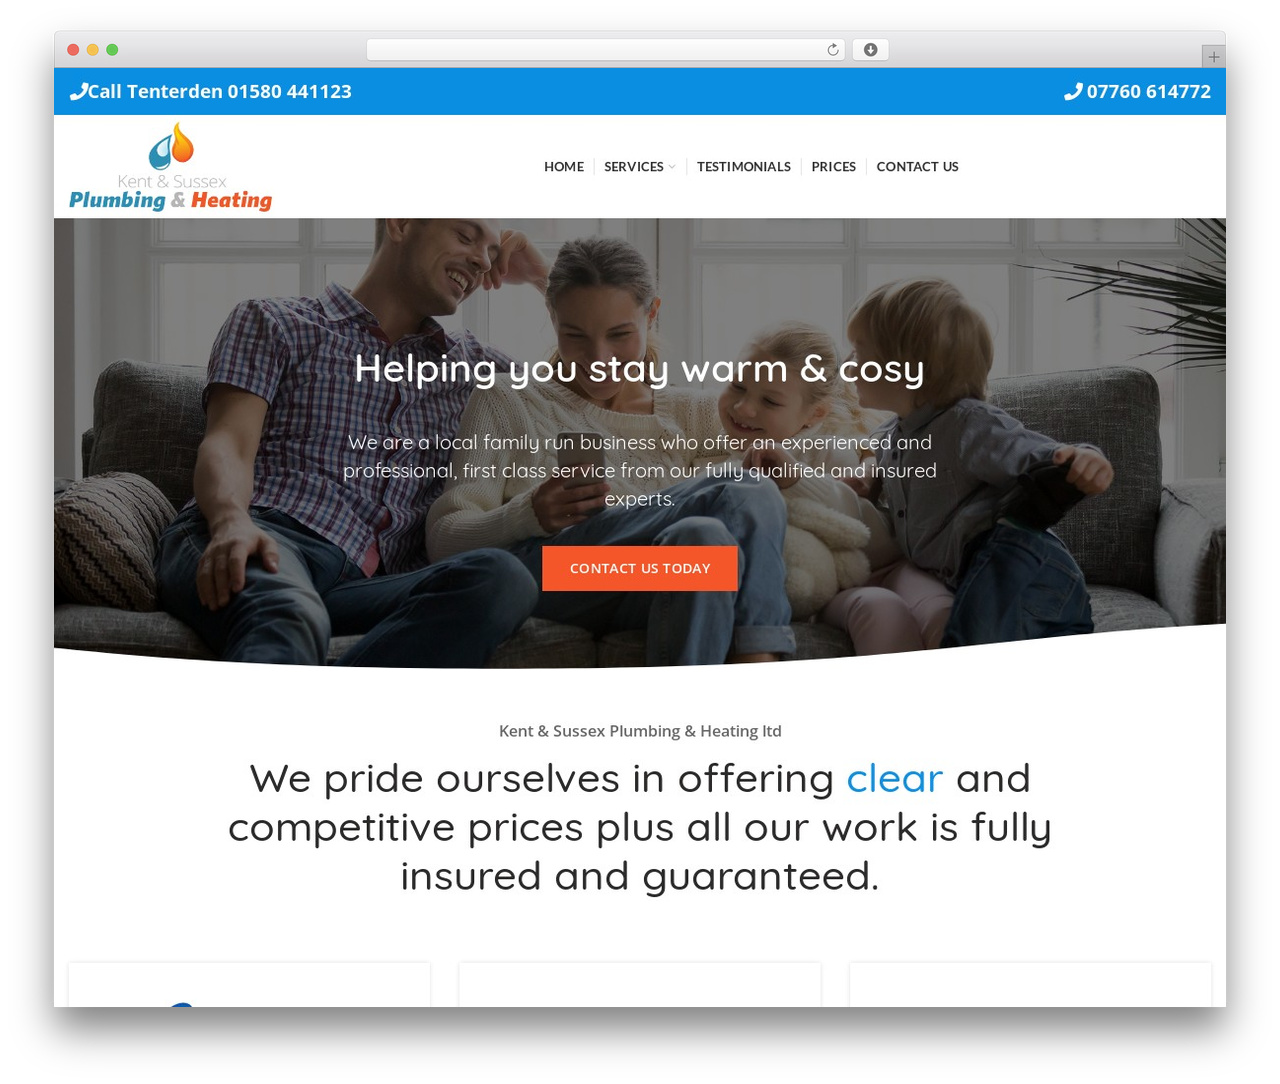 Call Tenterden 01580 441123
07760 614772
Kent & Sussex
Plumbing & Heating
HOME
SERVICES
TESTIMONIALS
PRICES
CONTACT US
Helping you stay warm & cosy
We are a local family run business who offer an experienced and
professional, first class service from our fully qualified and insured
experts.
CONTACT US TODAY
Kent & Sussex Plumbing & Heating ltd
We pride ourselves in offering clear and
competitive prices plus all our work is fully
insured and guaranteed.